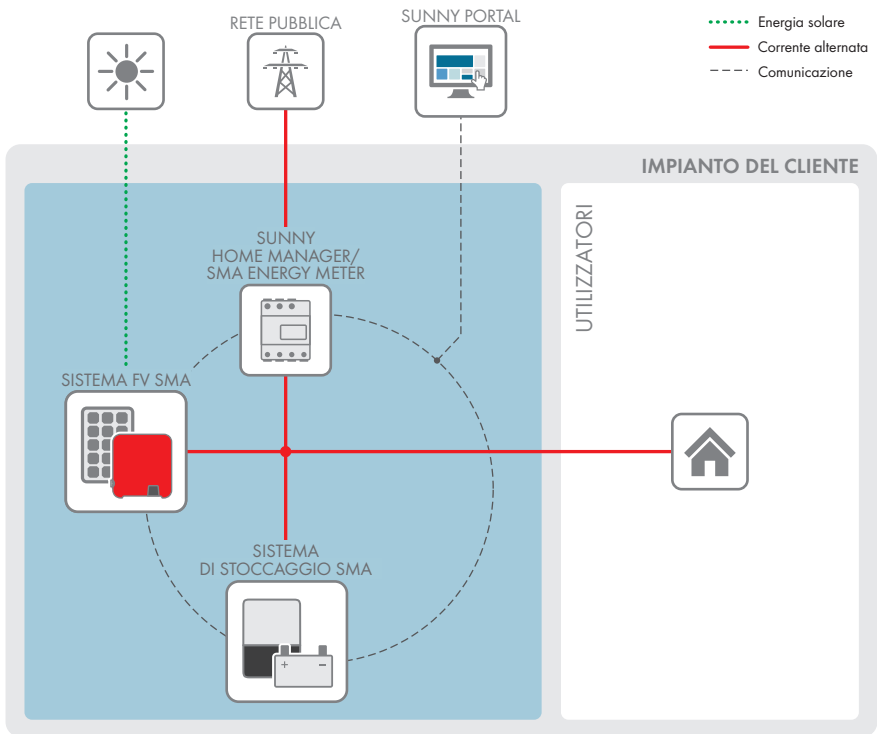 RETE PUBBLICA
SUNNY PORTAL
Energia solare
Corrente alternata
Comunicazione
IMPIANTO DEL CLIENTE
UTILIZZATORI
SUNNY
HOME MANAGER/
SMA ENERGY METER
SISTEMA FV SMA
SISTEMA
DI STOCCAGGIO SMA
+ −